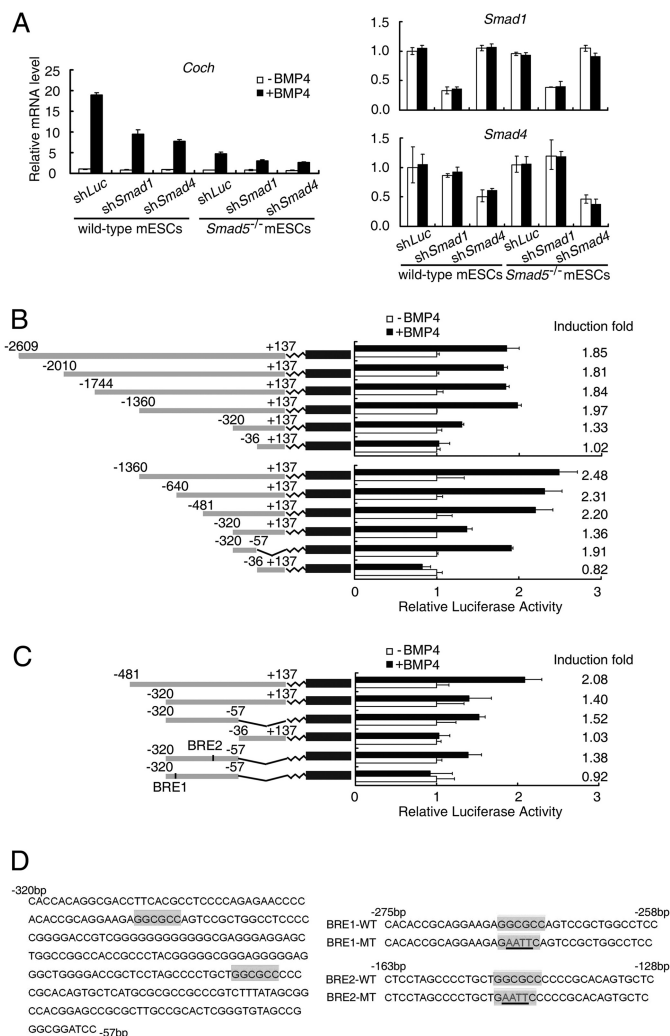 A
Coch
Relative mRNA level
-BMP4
+BMP4
25
20
15
10
5
0
shLuc
shSmad1
shSmad4
shLuc
shSmad1
shSmad4
wild-type mESCs
Smad5-/-mESCs
Smad1
1.5
1.0
0.5
0.0
Smad4
1.5
1.0
0.5
0.0
shLuc
shSmad1
shSmad4
shLuc
shSmad1
shSmad4
wild-type mESCs
Smad5-/-mESCs
B
-BMP4
+BMP4
Induction fold
-2609 +137 1.85
-2010 +137 1.81
-1744 +137 1.84
-1360 +137 1.97
-320 +137 1.33
-36 +137 1.02
-1360 +137 2.48
-640 +137 2.31
-481 +137 2.20
-320 +137 1.36
-320 -57 1.91
-36 +137 0.82
0 1 2 3
Relative Luciferase Activity
C
-BMP4
+BMP4
Induction fold
-481 +137 2.08
-320 +137 1.40
-320 -57 1.52
-36 +137 1.03
-320 BRE2 -57 1.38
-320 -57 0.92
BRE1
0 1 2 3
Relative Luciferase Activity
D
-320bp
CACCACAGGCGACCTTCACGCCTCCCCAGAGAACCCC
ACACCGCAGGAAGAGGCGCCAGTCCGCTGGCCTCCCC
CGGGGACCGTCGGGGGGGGGGGGCGAGGGAGGAGC
TGGCCGGCCACCGCCCTACGGGGGCGGGAGGGGGAG
GGCTGGGGACCGCTCCTAGCCCCTGCTGGCGCCCCC
CGCACAGTGCTCATGCGCGCCGCCCGTCTTTATAGCGG
CCACGGAGCCGCGCTTGCCGCACTCGGGTGTAGCCG
GGCGGATCC -57bp
-275bp -258bp
BRE1-WT CACACCGCAGGAAGAGGCGCCAGTCCGCTGGCCTCC
BRE1-MT CACACCGCAGGAAGAGAATTCAGTCCGCTGGCCTCC
-163bp -128bp
BRE2-WT CTCCTAGCCCCTGCTGGCGCCCCCCGCACAGTGCTC
BRE2-MT CTCCTAGCCCCTGCTGAATTCCCCCGCACAGTGCTC